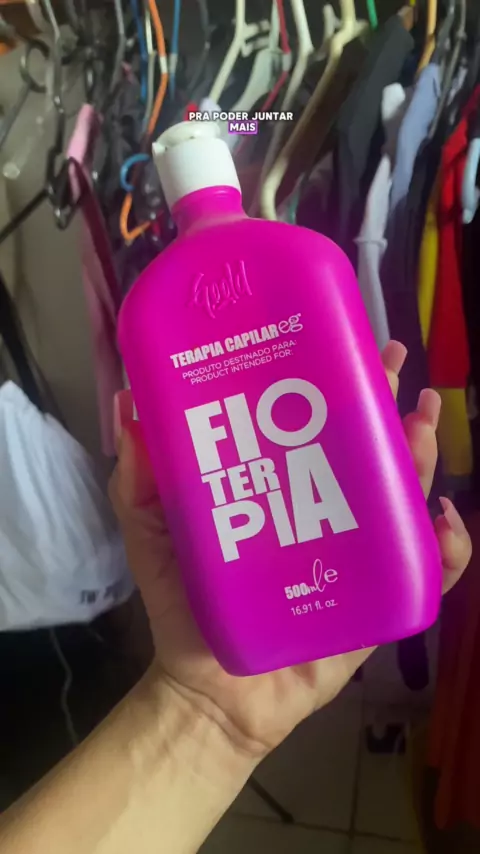 PRA PODER JUNTAR
MAIS
Gold
TERAPIA CAPILAR eg
PRODUTO DESTINADO PARA:
PRODUCT INTENDED FOR:
FIO
TER
PIA
500mL e
16.91 fl. oz.